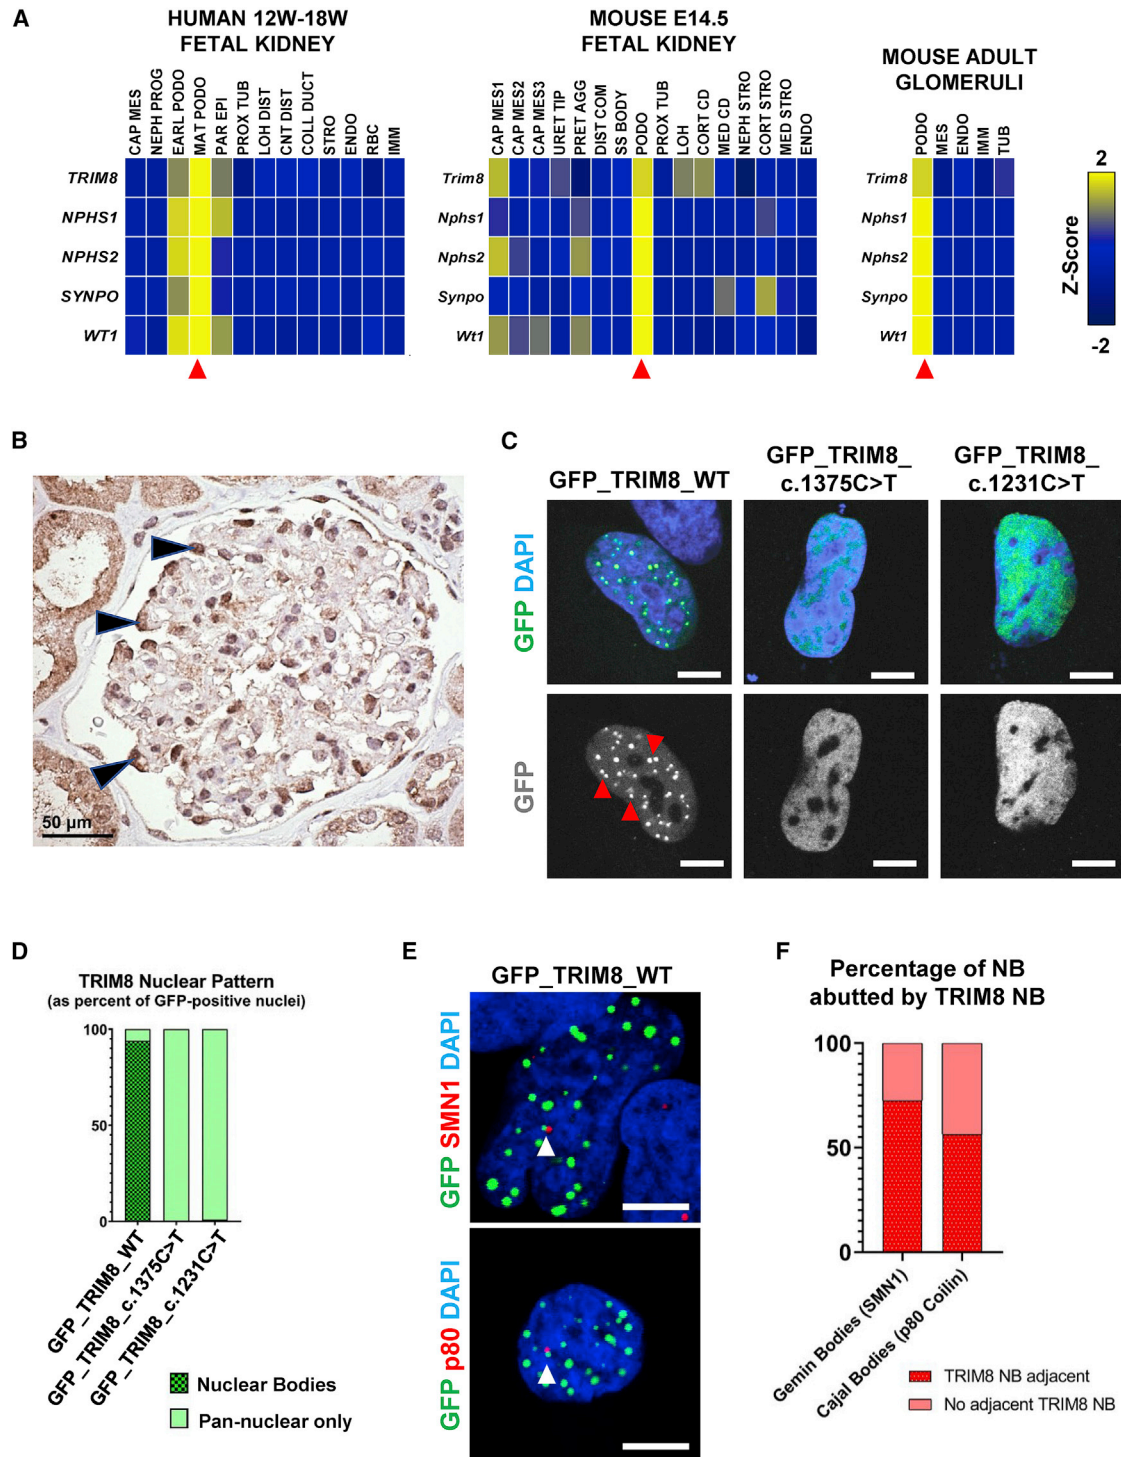 A
HUMAN 12W-18W
FETAL KIDNEY
MOUSE E14.5
FETAL KIDNEY
MOUSE ADULT
GLOMERULI
CAP MES
NEPH PROG
EARL PODO
MAT PODO
PAR EPI
PROX TUB
LOH DIST
CNT DIST
COLL DUCT
STRO
ENDO
RBC
IMM
CAP MES1
CAP MES2
CAP MES3
URET TIP
PRET AGG
DIST COM
SS BODY
PODO
PROX TUB
LOH
CORT CD
MED CD
NEPH STRO
CORT STRO
MED STRO
ENDO
PODO
MES
ENDO
IMM
TUB
TRIM8
NPHS1
NPHS2
SYNPO
WT1
Trim8
Nphs1
Nphs2
Synpo
Wt1
Trim8
Nphs1
Nphs2
Synpo
Wt1
2
Z-Score
-2
B
50 µm
C
GFP_TRIM8_WT
GFP_TRIM8_
c.1375C>T
GFP_TRIM8_
c.1231C>T
GFP DAPI
GFP
D
TRIM8 Nuclear Pattern
(as percent of GFP-positive nuclei)
100
50
0
GFP_TRIM8_WT
GFP_TRIM8_c.1375C>T
GFP_TRIM8_c.1231C>T
Nuclear Bodies
Pan-nuclear only
E
GFP_TRIM8_WT
GFP SMN1 DAPI
GFP p80 DAPI
F
Percentage of NB
abutted by TRIM8 NB
100
50
0
Gemin Bodies (SMN1)
Cajal Bodies (p80 Coilin)
TRIM8 NB adjacent
No adjacent TRIM8 NB